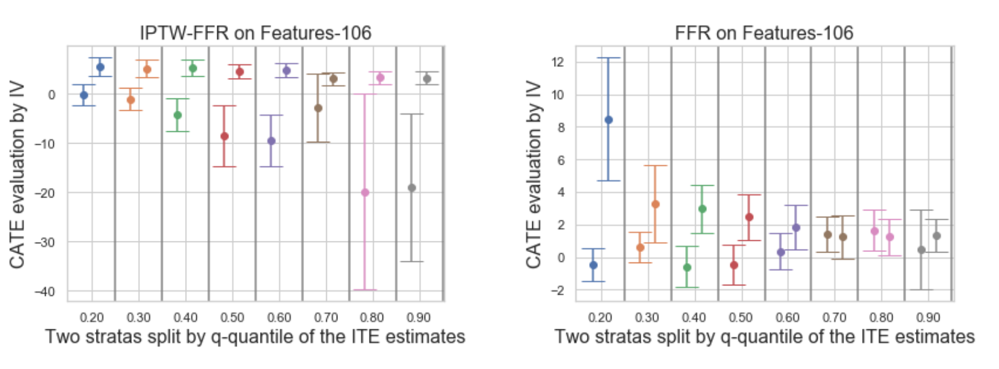 IPTW-FFR on Features-106
CATE evaluation by IV
0
−10
−20
−30
−40
0.20 0.30 0.40 0.50 0.60 0.70 0.80 0.90
Two stratas split by q-quantile of the ITE estimates
FFR on Features-106
CATE evaluation by IV
12
10
8
6
4
2
0
−2
0.20 0.30 0.40 0.50 0.60 0.70 0.80 0.90
Two stratas split by q-quantile of the ITE estimates